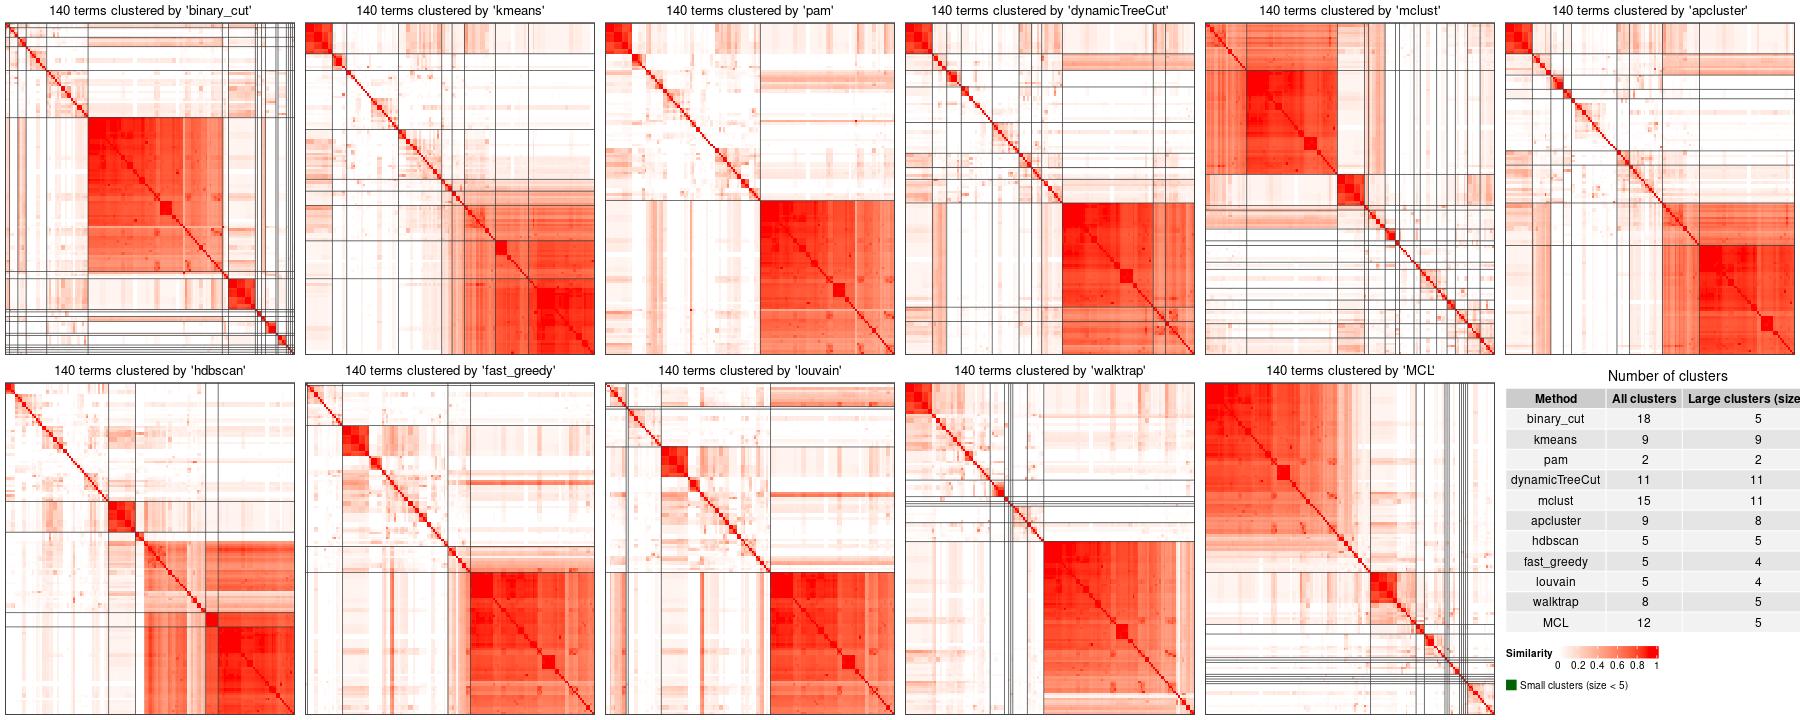 140 terms clustered by 'binary_cut'
140 terms clustered by 'kmeans'
140 terms clustered by 'pam'
140 terms clustered by 'dynamicTreeCut'
140 terms clustered by 'mclust'
140 terms clustered by 'apcluster'
140 terms clustered by 'hdbscan'
140 terms clustered by 'fast_greedy'
140 terms clustered by 'louvain'
140 terms clustered by 'walktrap'
140 terms clustered by 'MCL'
Number of clusters
Method All clusters Large clusters (size
binary_cut 18 5
kmeans 9 9
pam 2 2
dynamicTreeCut 11 11
mclust 15 11
apcluster 9 8
hdbscan 5 5
fast_greedy 5 4
louvain 5 4
walktrap 8 5
MCL 12 5
Similarity
0 0.2 0.4 0.6 0.8 1
Small clusters (size < 5)